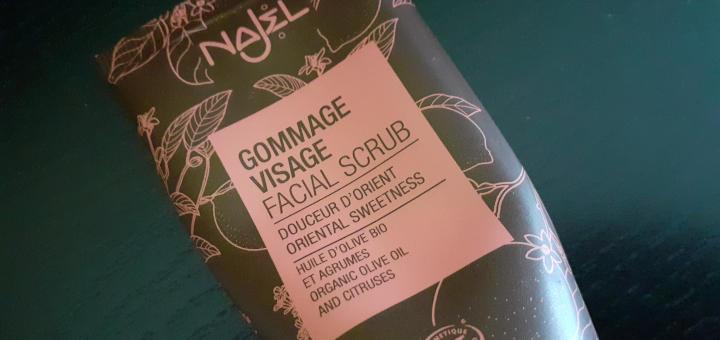 NAJEL
GOMMAGE
VISAGE
FACIAL SCRUB
DOUCEUR D'ORIENT
ORIENTAL SWEETNESS
HUILE D'OLIVE BIO
ET AGRUMES
ORGANIC OLIVE OIL
AND CITRUSES